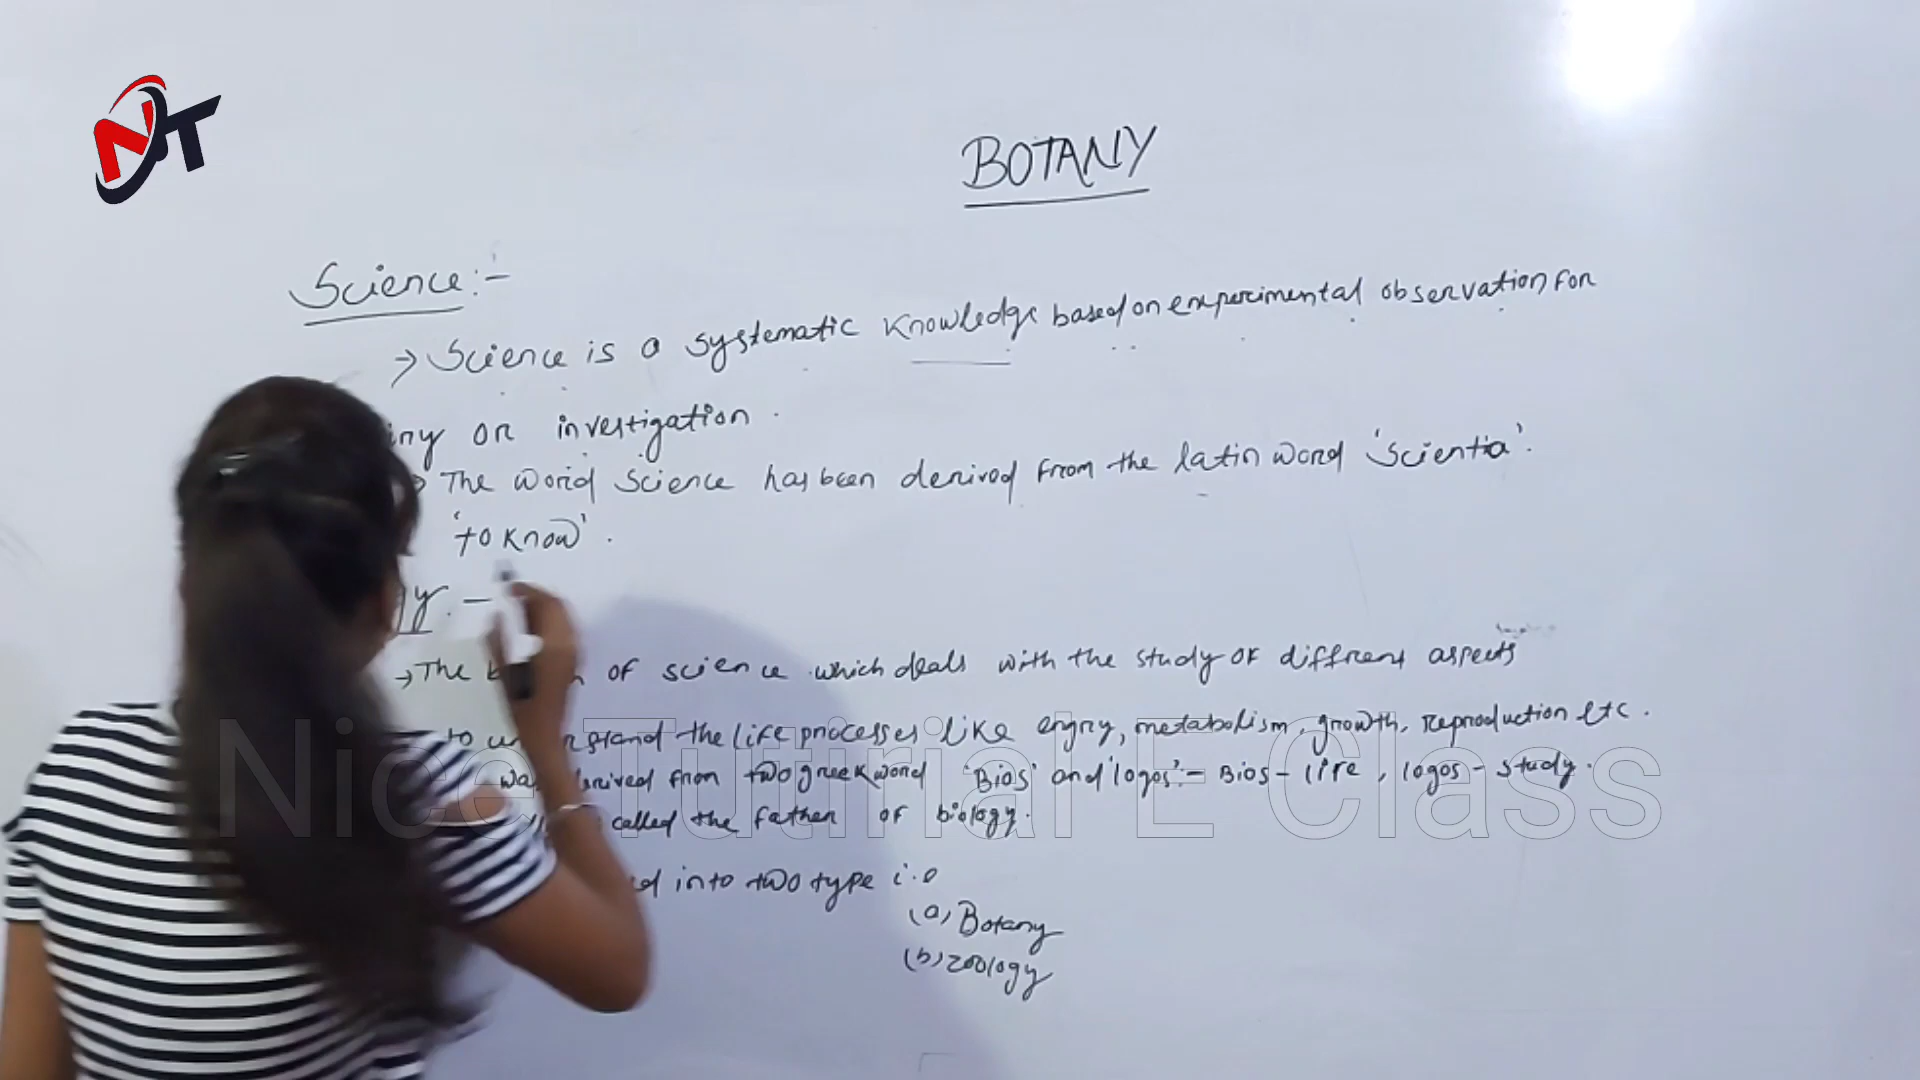 NT
BOTANY
Science:-
→ Science is a systematic knowledge based on experimental observation for
or investigation.
The word Science has been derived from the latin word 'Scientia'.
'to know'.
→ The of science which deals with the study of different aspects
to the life processes like engry, metabolism, growth, reproduction etc.
from two greek word 'Bios' and 'logos':- Bios - life, logos - study.
called the father of biology.
into two type i.e
(a) Botany
(b) zoology
Nice Tutirial E Class